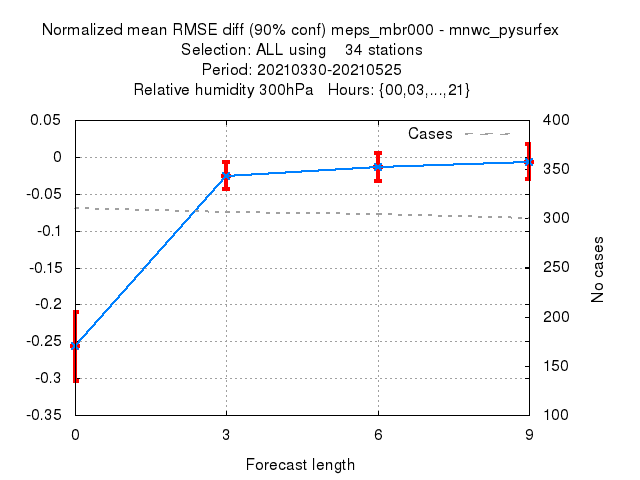 Normalized mean RMSE diff (90% conf) meps_mbr000 - mnwc_pysurfex
Selection: ALL using 34 stations
Period: 20210330-20210525
Relative humidity 300hPa Hours: {00,03,...,21}
Cases
0.05
0
-0.05
-0.1
-0.15
-0.2
-0.25
-0.3
-0.35
400
350
300
250
200
150
100
No cases
0 3 6 9
Forecast length